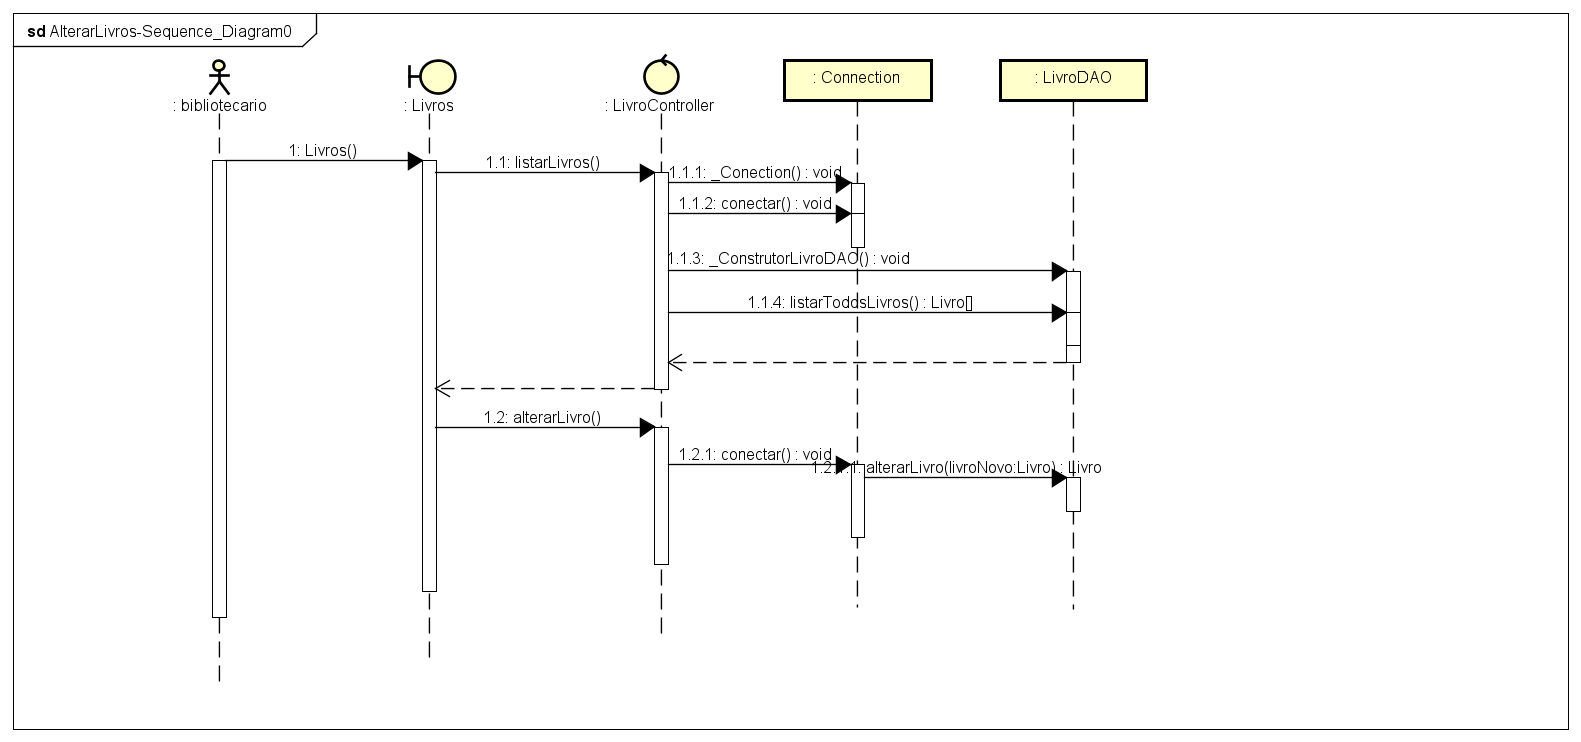 sd AlterarLivros-Sequence_Diagram0
: bibliotecario
: Livros
: LivroController
: Connection
: LivroDAO
1: Livros()
1.1: listarLivros()
1.1.1: _Conection() : void
1.1.2: conectar() : void
1.1.3: _ConstrutorLivroDAO() : void
1.1.4: listarTodosLivros() : Livro[]
1.2: alterarLivro()
1.2.1: conectar() : void
1.2.1.1: alterarLivro(livroNovo:Livro) : Livro